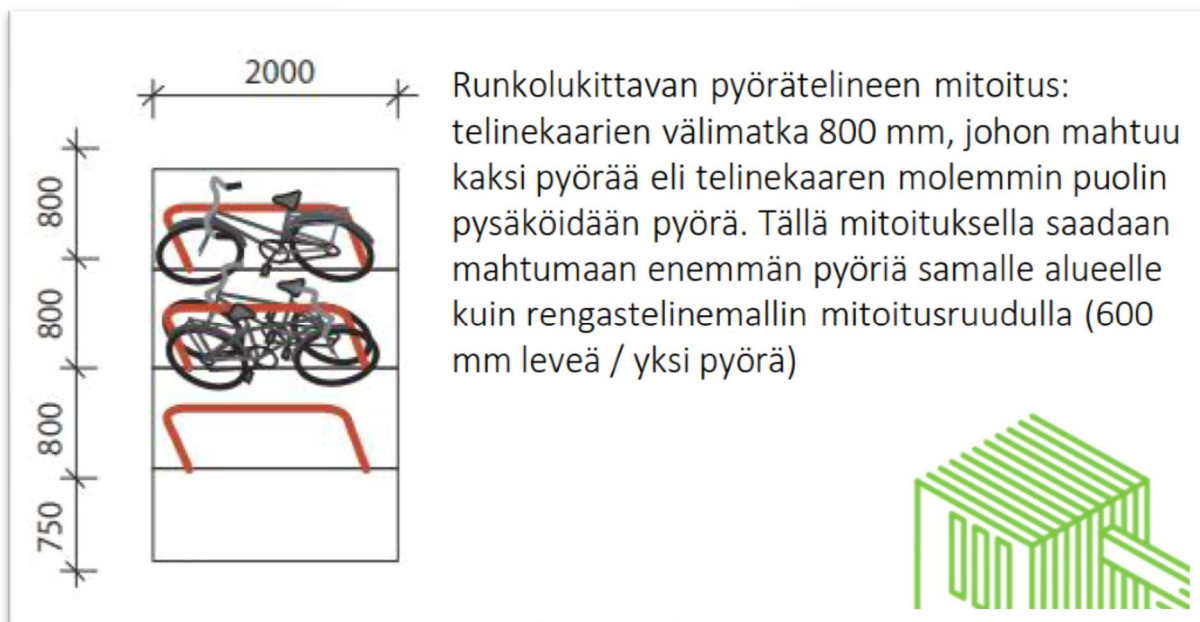 2000
Runkolukittavan pyörätelineen mitoitus:
telinekaarien välimatka 800 mm, johon mahtuu
kaksi pyörää eli telinekaaren molemmin puolin
pysäköidään pyörä. Tällä mitoituksella saadaan
mahtumaan enemmän pyöriä samalle alueelle
kuin rengastelinemallin mitoitusruudulla (600
mm leveä / yksi pyörä)
800
800
800
750